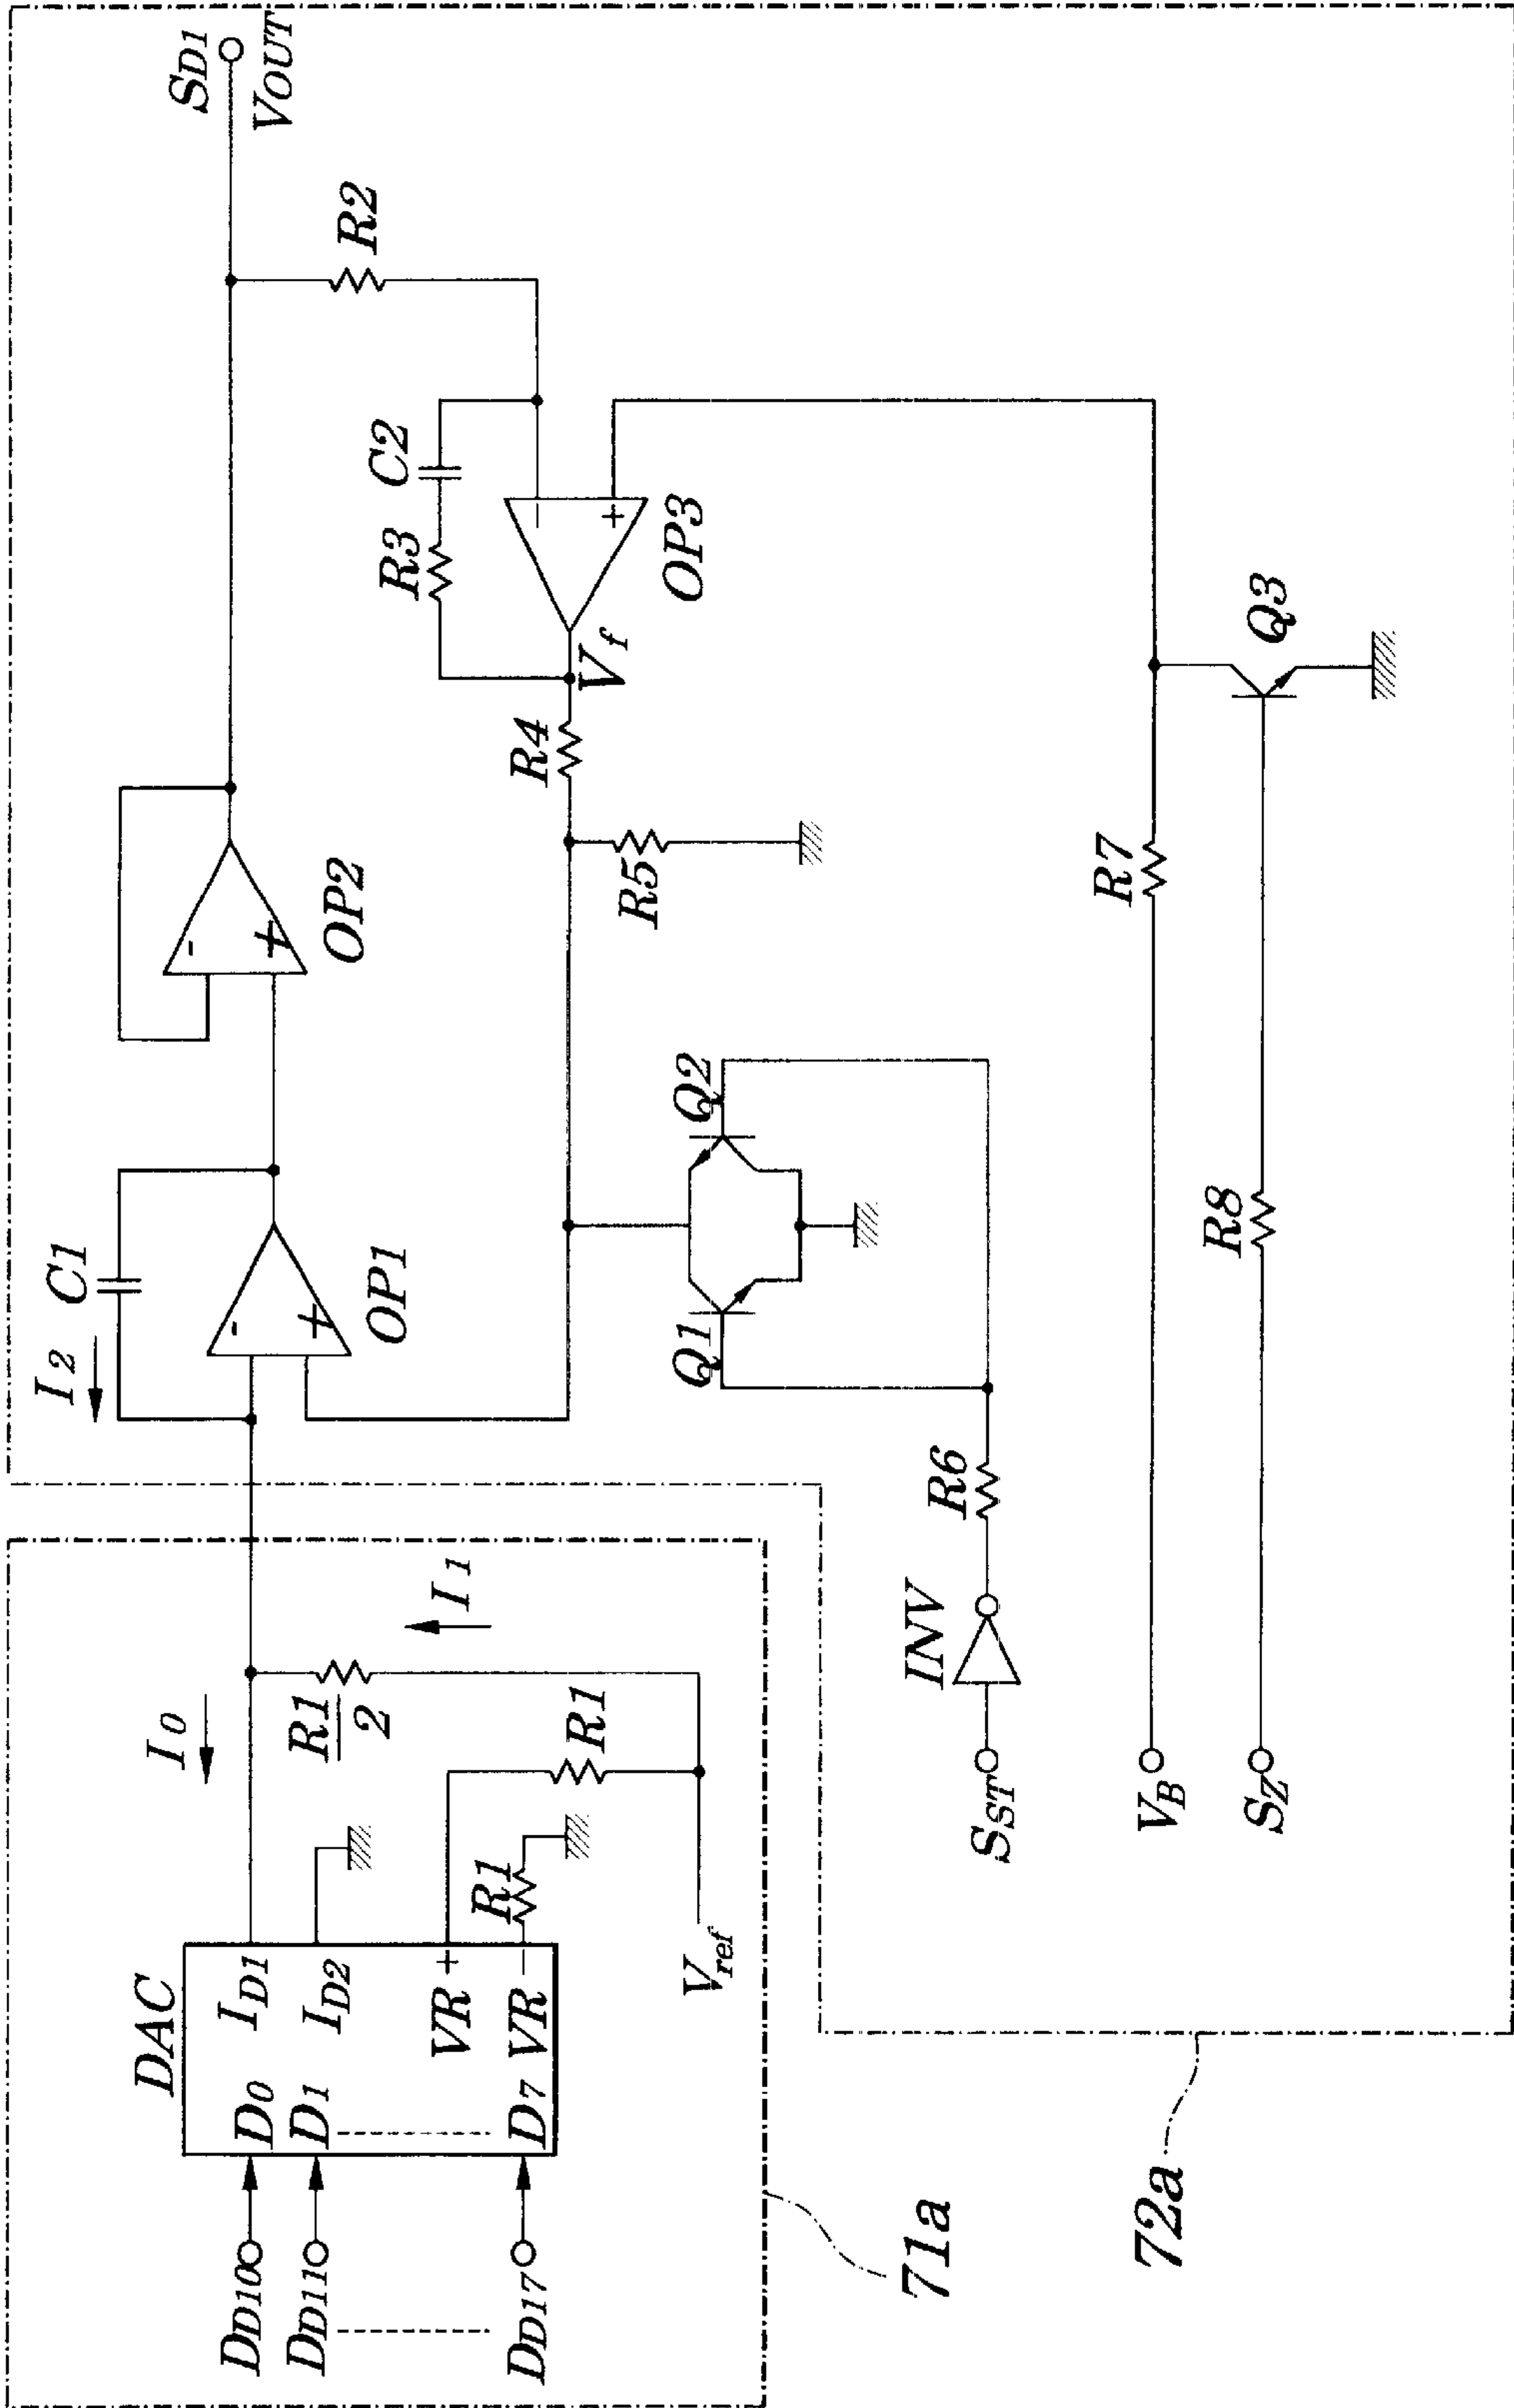 DAC
DD10
DD11
DD17
D0
D1
D7
ID1
ID2
VR +
VR −
R1
R1
R1/2
Vref
I0
I1
I2
C1
- +
OP1
- +
OP2
SD1
VOUT
R2
C2
R3
− +
OP3
Vf
R4
R5
Q1
Q2
INV
R6
SST
VB
R7
SZ
R8
Q3
71a
72a